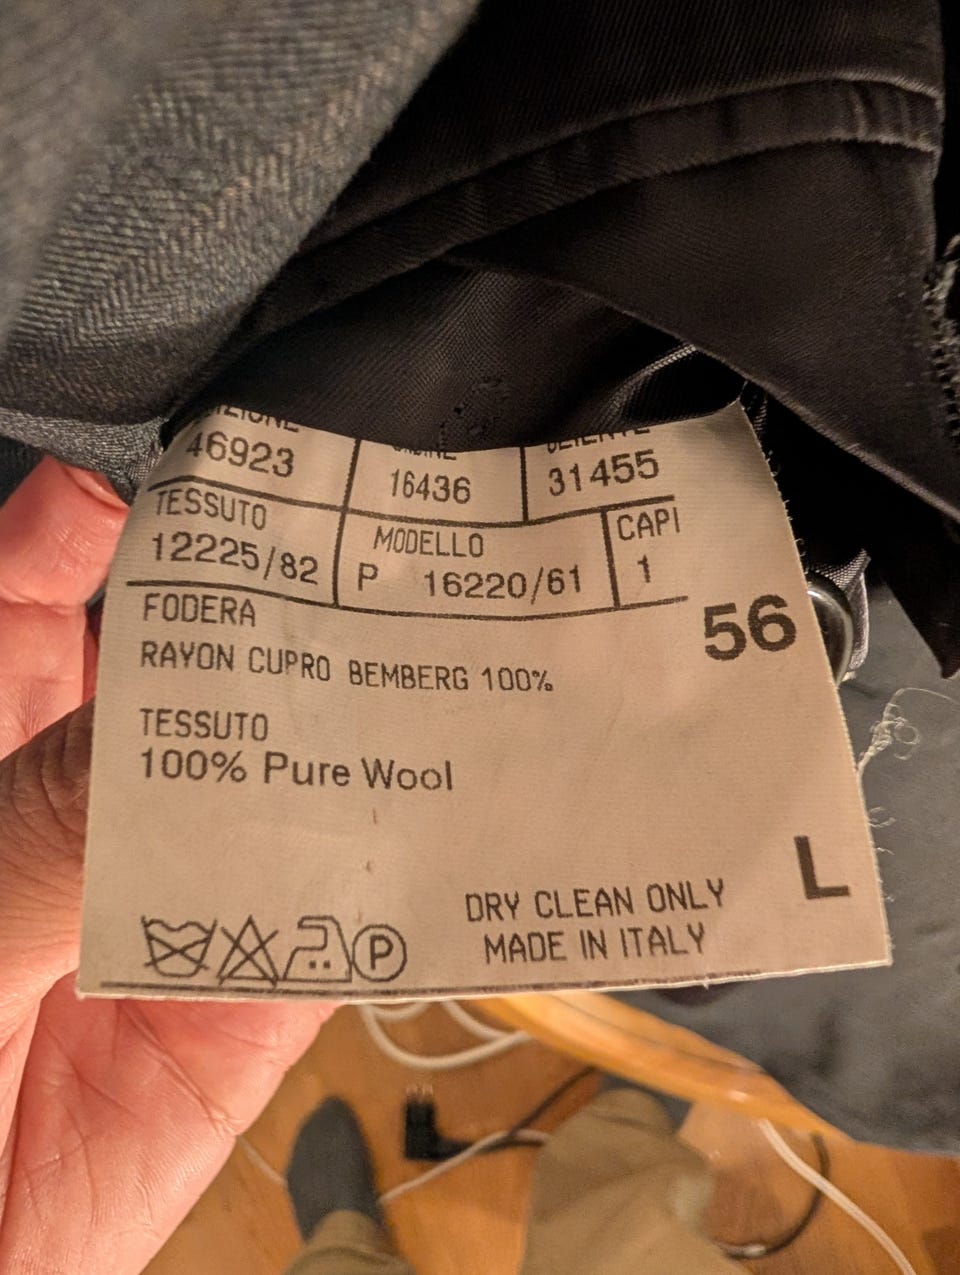 46923 16436 31455
TESSUTO MODELLO CAPI
12225/82 P 16220/61 1
FODERA 56
RAYON CUPRO BEMBERG 100%
TESSUTO
100% Pure Wool
L
DRY CLEAN ONLY
MADE IN ITALY
P